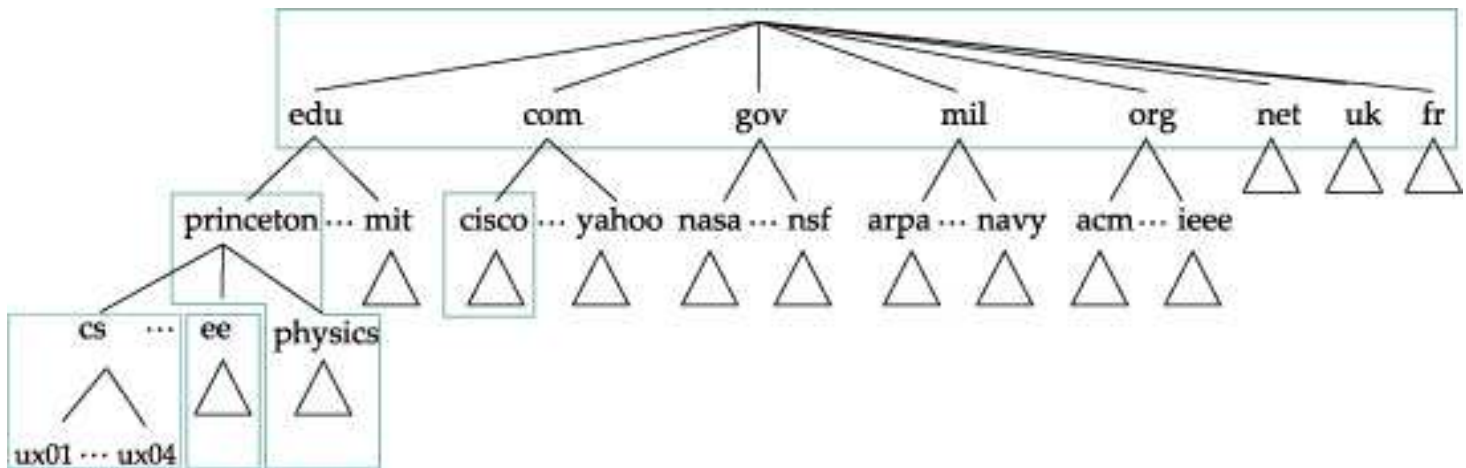 edu com gov mil org net uk fr
princeton ... mit cisco ... yahoo nasa ... nsf arpa ... navy acm ... ieee
cs ... ee physics
ux01 ... ux04